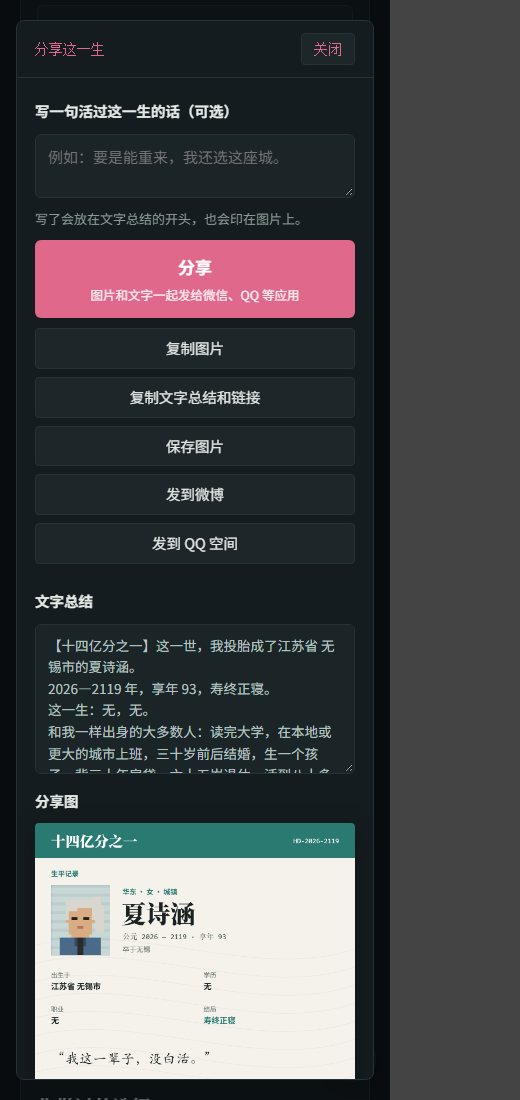 分享这一生
关闭
写一句活过这一生的话（可选）
例如：要是能重来，我还选这座城。
写了会放在文字总结的开头，也会印在图片上。
分享
图片和文字一起发给微信、QQ 等应用
复制图片
复制文字总结和链接
保存图片
发到微博
发到 QQ 空间
文字总结
【十四亿分之一】这一世，我投胎成了江苏省 无
锡市的夏诗涵。
2026—2119 年，享年 93，寿终正寝。
这一生：无，无。
和我一样出身的大多数人：读完大学，在本地或
更大的城市上班，三十岁前后结婚，生一个孩
分享图
十四亿分之一
HD-2026-2119
生平记录
华东 · 女 · 城镇
夏诗涵
公元 2026 — 2119 · 享年 93
卒于无锡
出生于
学历
江苏省 无锡市
无
职业
结局
无
寿终正寝
“我这一辈子，没白活。”